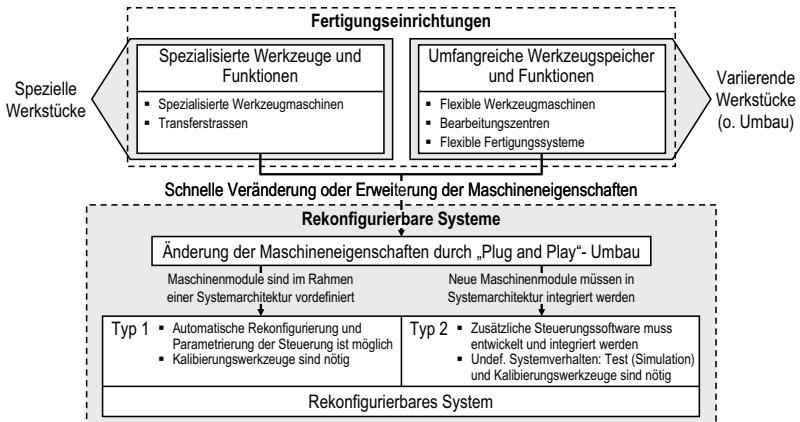 Fertigungseinrichtungen
Spezielle
Werkstücke
Spezialisierte Werkzeuge und
Funktionen
▪ Spezialisierte Werkzeugmaschinen
▪ Transferstrassen
Umfangreiche Werkzeugspeicher
und Funktionen
▪ Flexible Werkzeugmaschinen
▪ Bearbeitungszentren
▪ Flexible Fertigungssysteme
Variierende
Werkstücke
(o. Umbau)
Schnelle Veränderung oder Erweiterung der Maschineneigenschaften
Rekonfigurierbare Systeme
Änderung der Maschineneigenschaften durch „Plug and Play“- Umbau
Maschinenmodule sind im Rahmen
einer Systemarchitektur vordefiniert
Neue Maschinenmodule müssen in
Systemarchitektur integriert werden
Typ 1 ▪ Automatische Rekonfigurierung und
Parametrierung der Steuerung ist möglich
▪ Kalibrierungswerkzeuge sind nötig
Typ 2 ▪ Zusätzliche Steuerungssoftware muss
entwickelt und integriert werden
▪ Undef. Systemverhalten: Test (Simulation)
und Kalibrierungswerkzeuge sind nötig
Rekonfigurierbares System